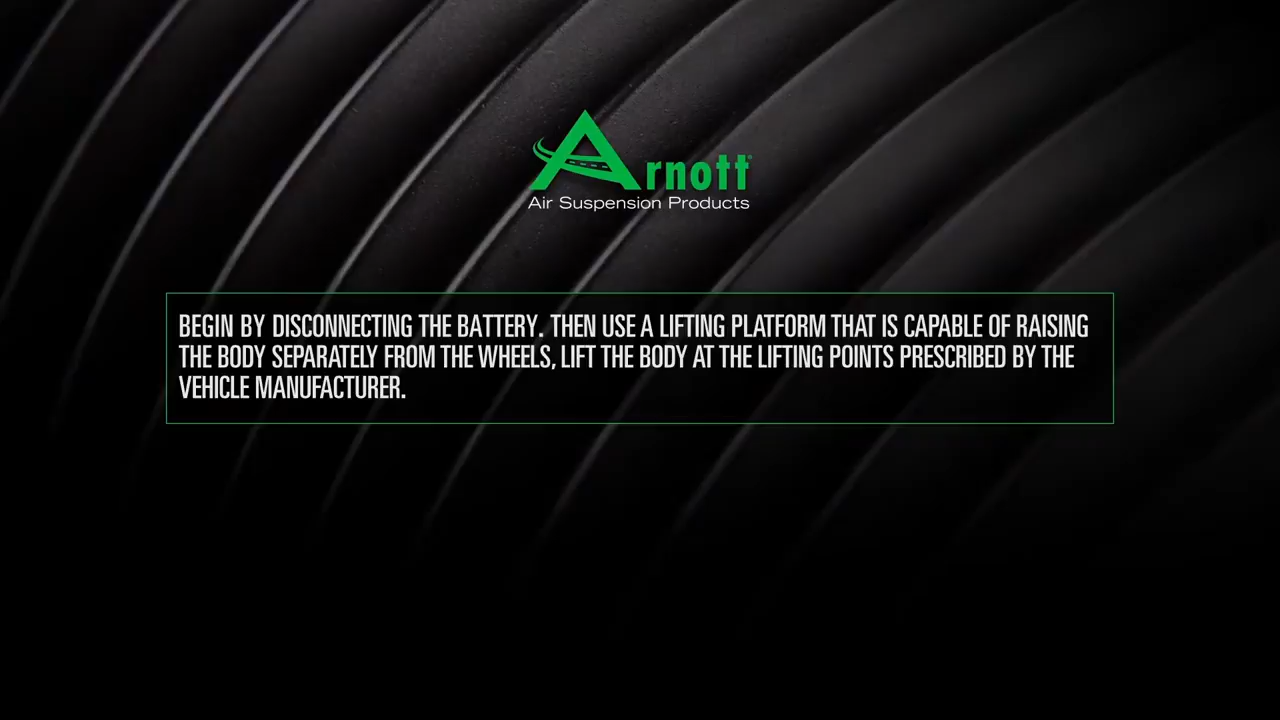 Arnott®
Air Suspension Products
BEGIN BY DISCONNECTING THE BATTERY. THEN USE A LIFTING PLATFORM THAT IS CAPABLE OF RAISING
THE BODY SEPARATELY FROM THE WHEELS, LIFT THE BODY AT THE LIFTING POINTS PRESCRIBED BY THE
VEHICLE MANUFACTURER.